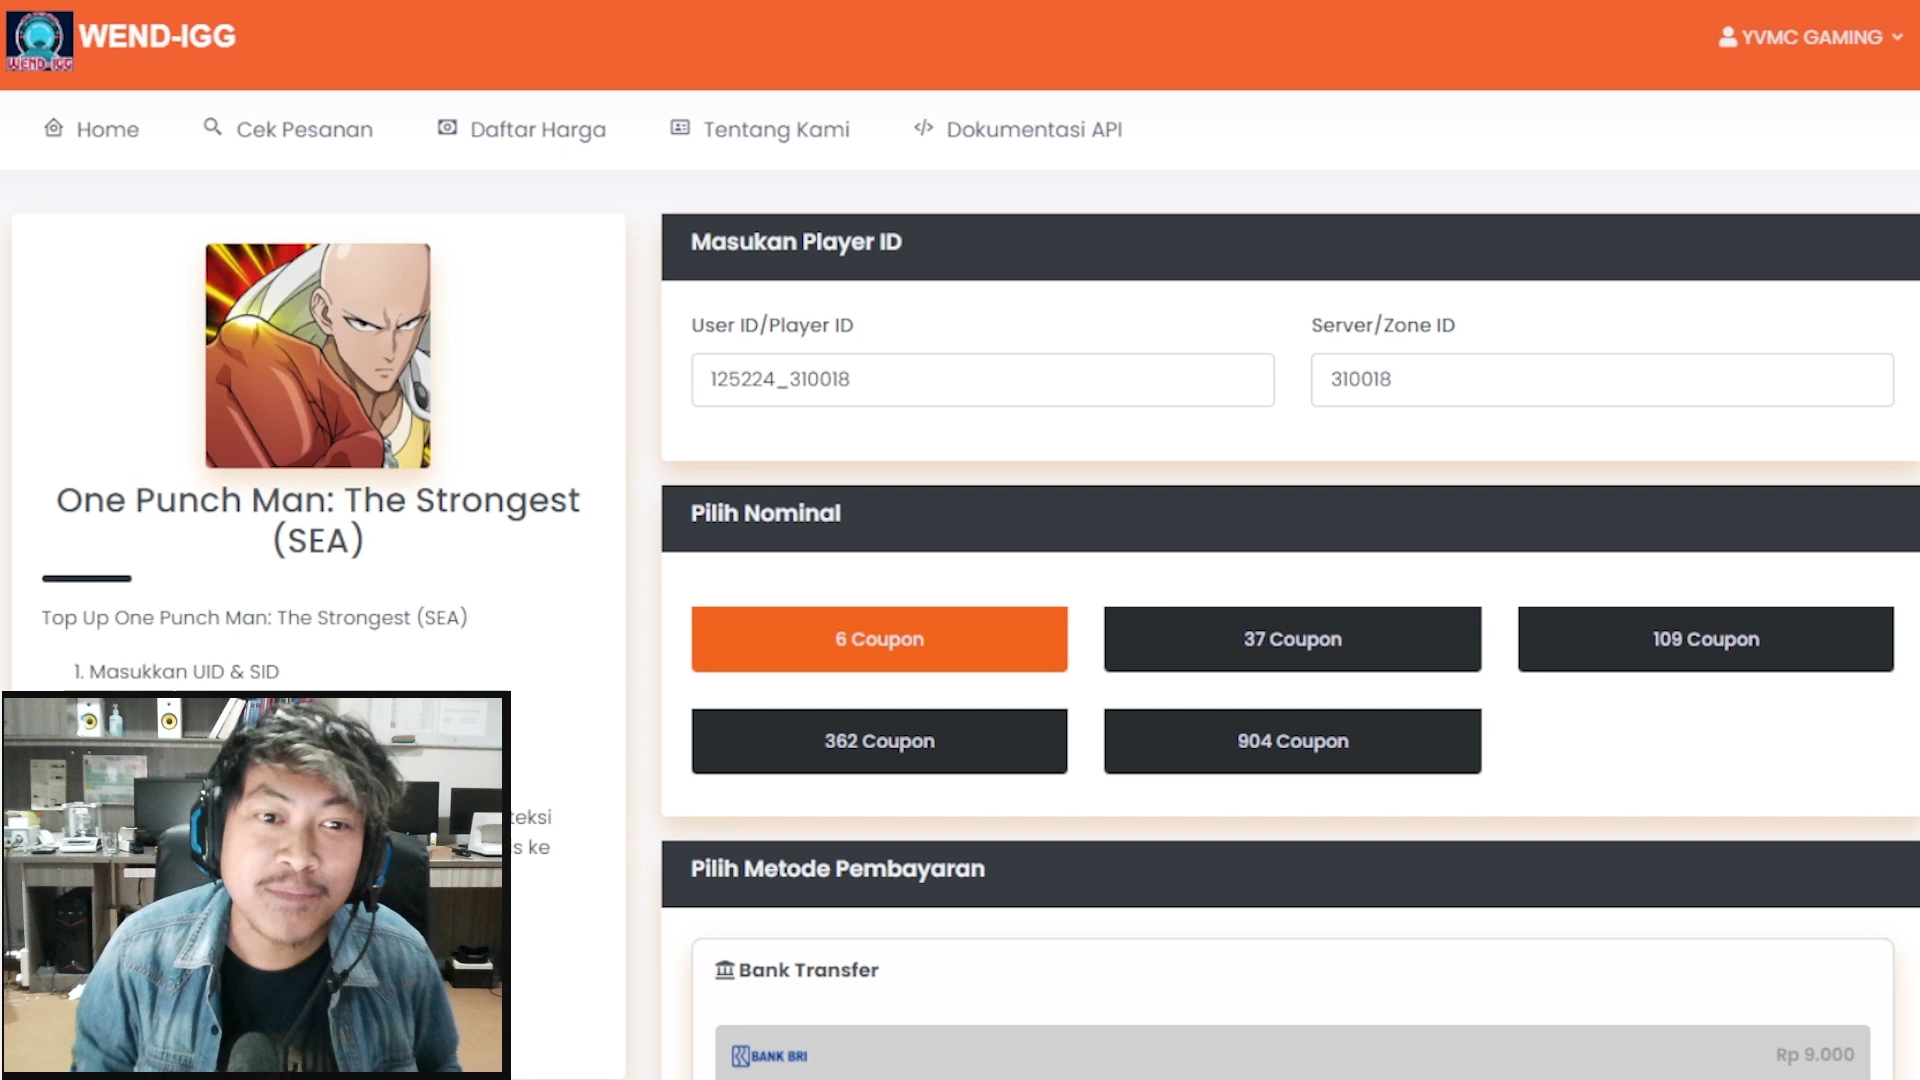 WEND-IGG
WEND-IGG
YVMC GAMING
Home
Cek Pesanan
Daftar Harga
Tentang Kami
Dokumentasi API
One Punch Man: The Strongest
(SEA)
Top Up One Punch Man: The Strongest (SEA)
1. Masukkan UID & SID
teksi
s ke
Masukan Player ID
User ID/Player ID
Server/Zone ID
125224_310018
310018
Pilih Nominal
6 Coupon
37 Coupon
109 Coupon
362 Coupon
904 Coupon
Pilih Metode Pembayaran
Bank Transfer
BANK BRI
Rp 9.000